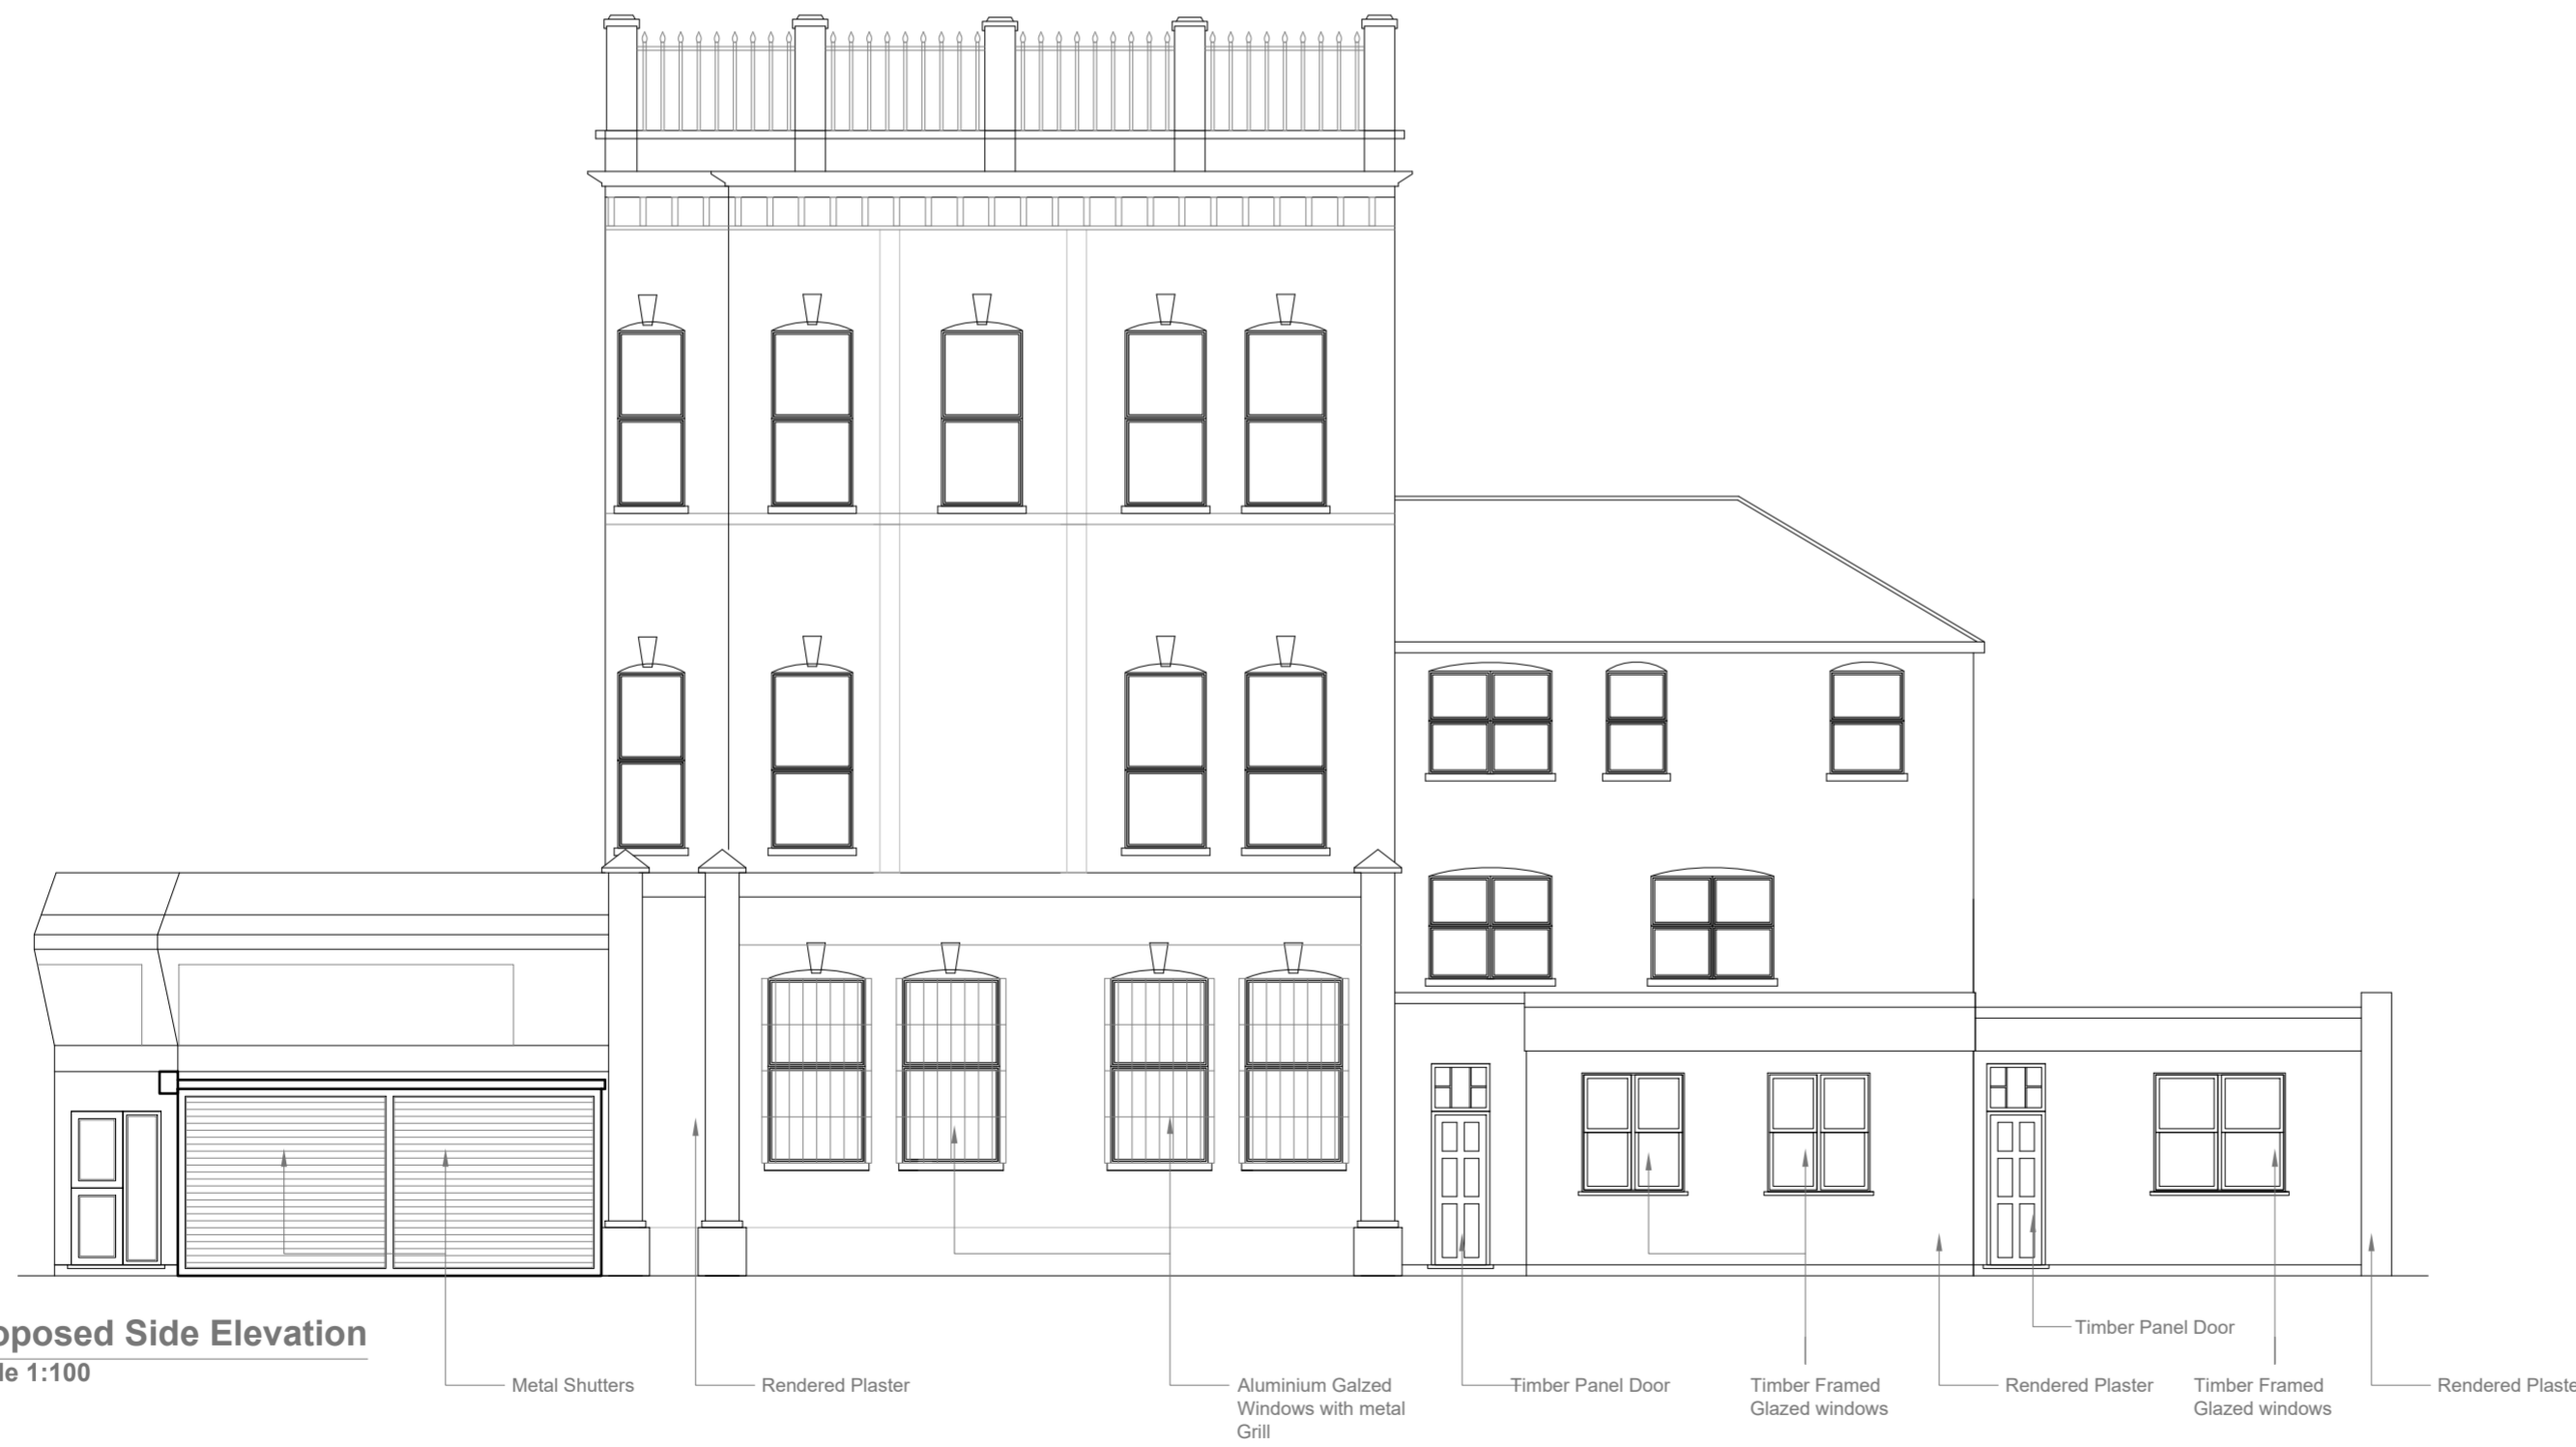 oposed Side Elevation
le 1:100
Metal Shutters
Rendered Plaster
Aluminium Galzed
Windows with metal
Grill
Timber Panel Door
Timber Framed
Glazed windows
Rendered Plaster
Timber Panel Door
Timber Framed
Glazed windows
Rendered Plaste